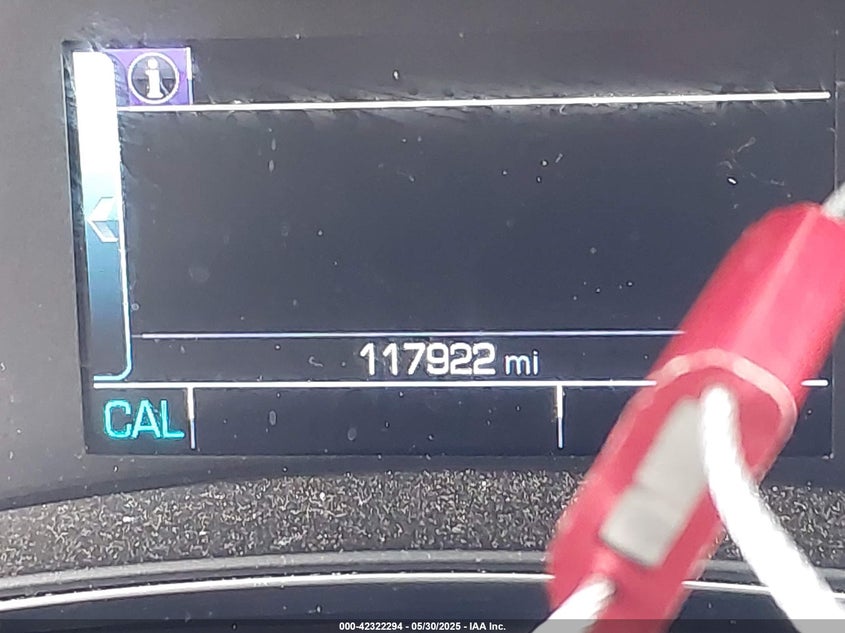 i
117922 mi
CAL
000-42322294 - 05/30/2025 - IAA Inc.